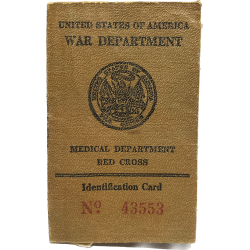 UNITED STATES OF AMERICA
WAR DEPARTMENT
MEDICAL DEPARTMENT
RED CROSS
Identification Card
Nº 43553